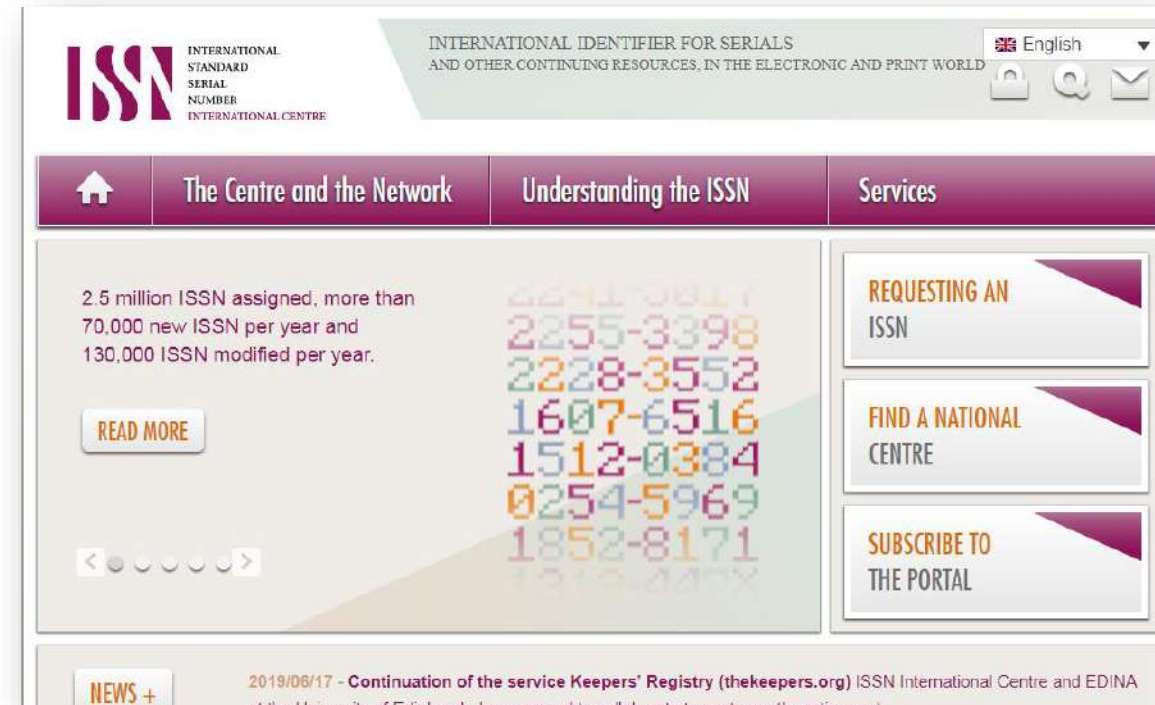 ISSN
INTERNATIONAL
STANDARD
SERIAL
NUMBER
INTERNATIONAL CENTRE
INTERNATIONAL IDENTIFIER FOR SERIALS
AND OTHER CONTINUING RESOURCES, IN THE ELECTRONIC AND PRINT WORLD
English
The Centre and the Network
Understanding the ISSN
Services
2.5 million ISSN assigned, more than
70,000 new ISSN per year and
130,000 ISSN modified per year.
READ MORE
2255-3398
2228-3552
1607-6516
1512-0384
0254-5969
1852-8171
REQUESTING AN
ISSN
FIND A NATIONAL
CENTRE
SUBSCRIBE TO
THE PORTAL
NEWS +
2019/06/17 - Continuation of the service Keepers' Registry (thekeepers.org) ISSN International Centre and EDINA